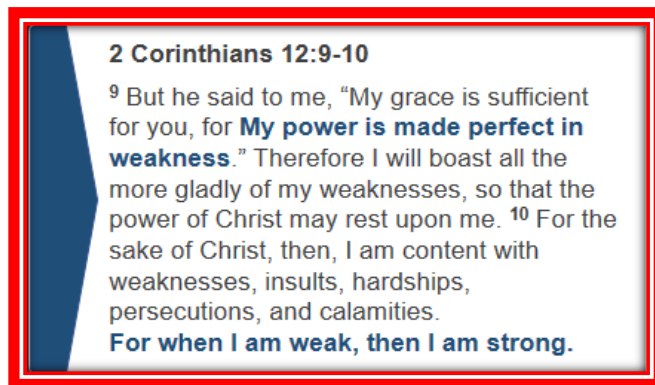 2 Corinthians 12:9-10
9 But he said to me, “My grace is sufficient
for you, for My power is made perfect in
weakness.” Therefore I will boast all the
more gladly of my weaknesses, so that the
power of Christ may rest upon me. 10 For the
sake of Christ, then, I am content with
weaknesses, insults, hardships,
persecutions, and calamities.
For when I am weak, then I am strong.